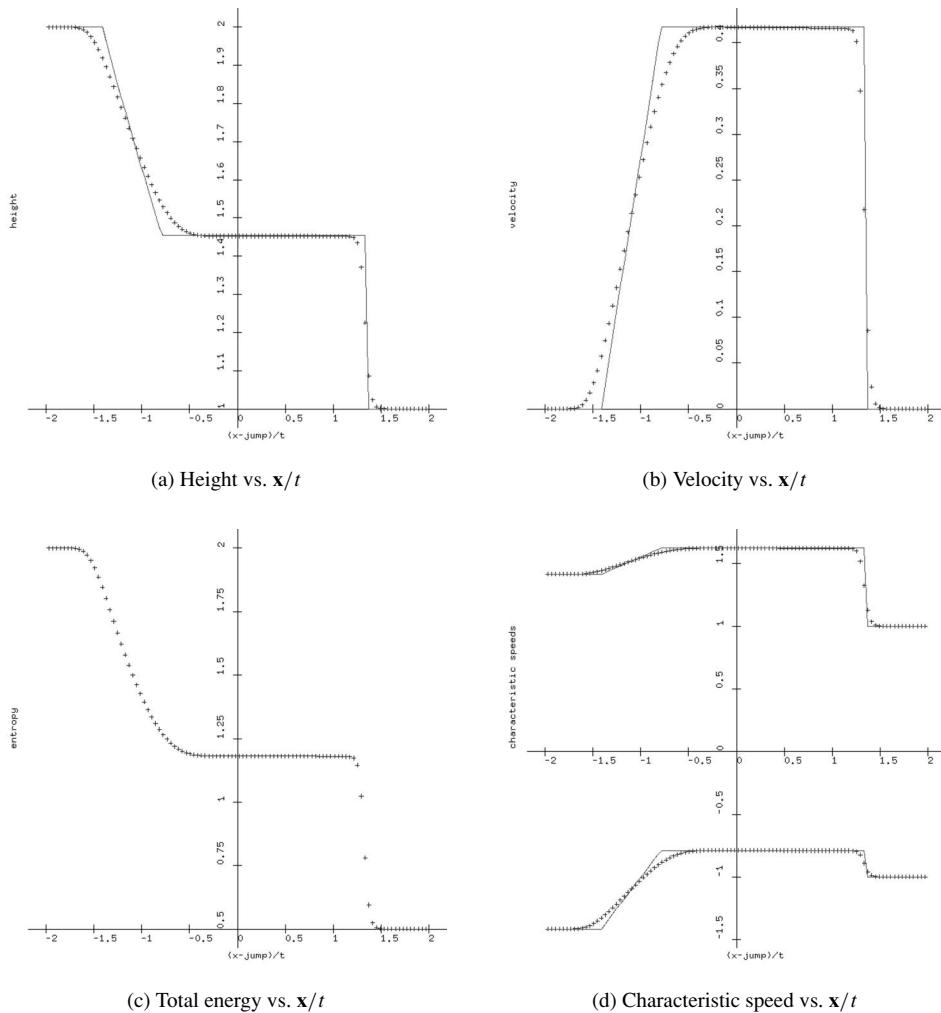 height
2
1.9
1.8
1.7
1.6
1.5
1.4
1.3
1.2
1.1
1
-2 -1.5 -1 -0.5 0 0.5 1 1.5 2
(x-jump)/t
(a) Height vs. x/t
velocity
0.4
0.35
0.3
0.25
0.2
0.15
0.1
0.05
0
-2 -1.5 -1 -0.5 0 0.5 1 1.5 2
(x-jump)/t
(b) Velocity vs. x/t
entropy
2
1.75
1.5
1.25
1
0.75
0.5
-2 -1.5 -1 -0.5 0 0.5 1 1.5 2
(x-jump)/t
(c) Total energy vs. x/t
characteristic speeds
1.5
1
0.5
0
-2 -1.5 -1 -0.5 0 0.5 1 1.5 2
-0.5
-1
-1.5
(x-jump)/t
(d) Characteristic speed vs. x/t